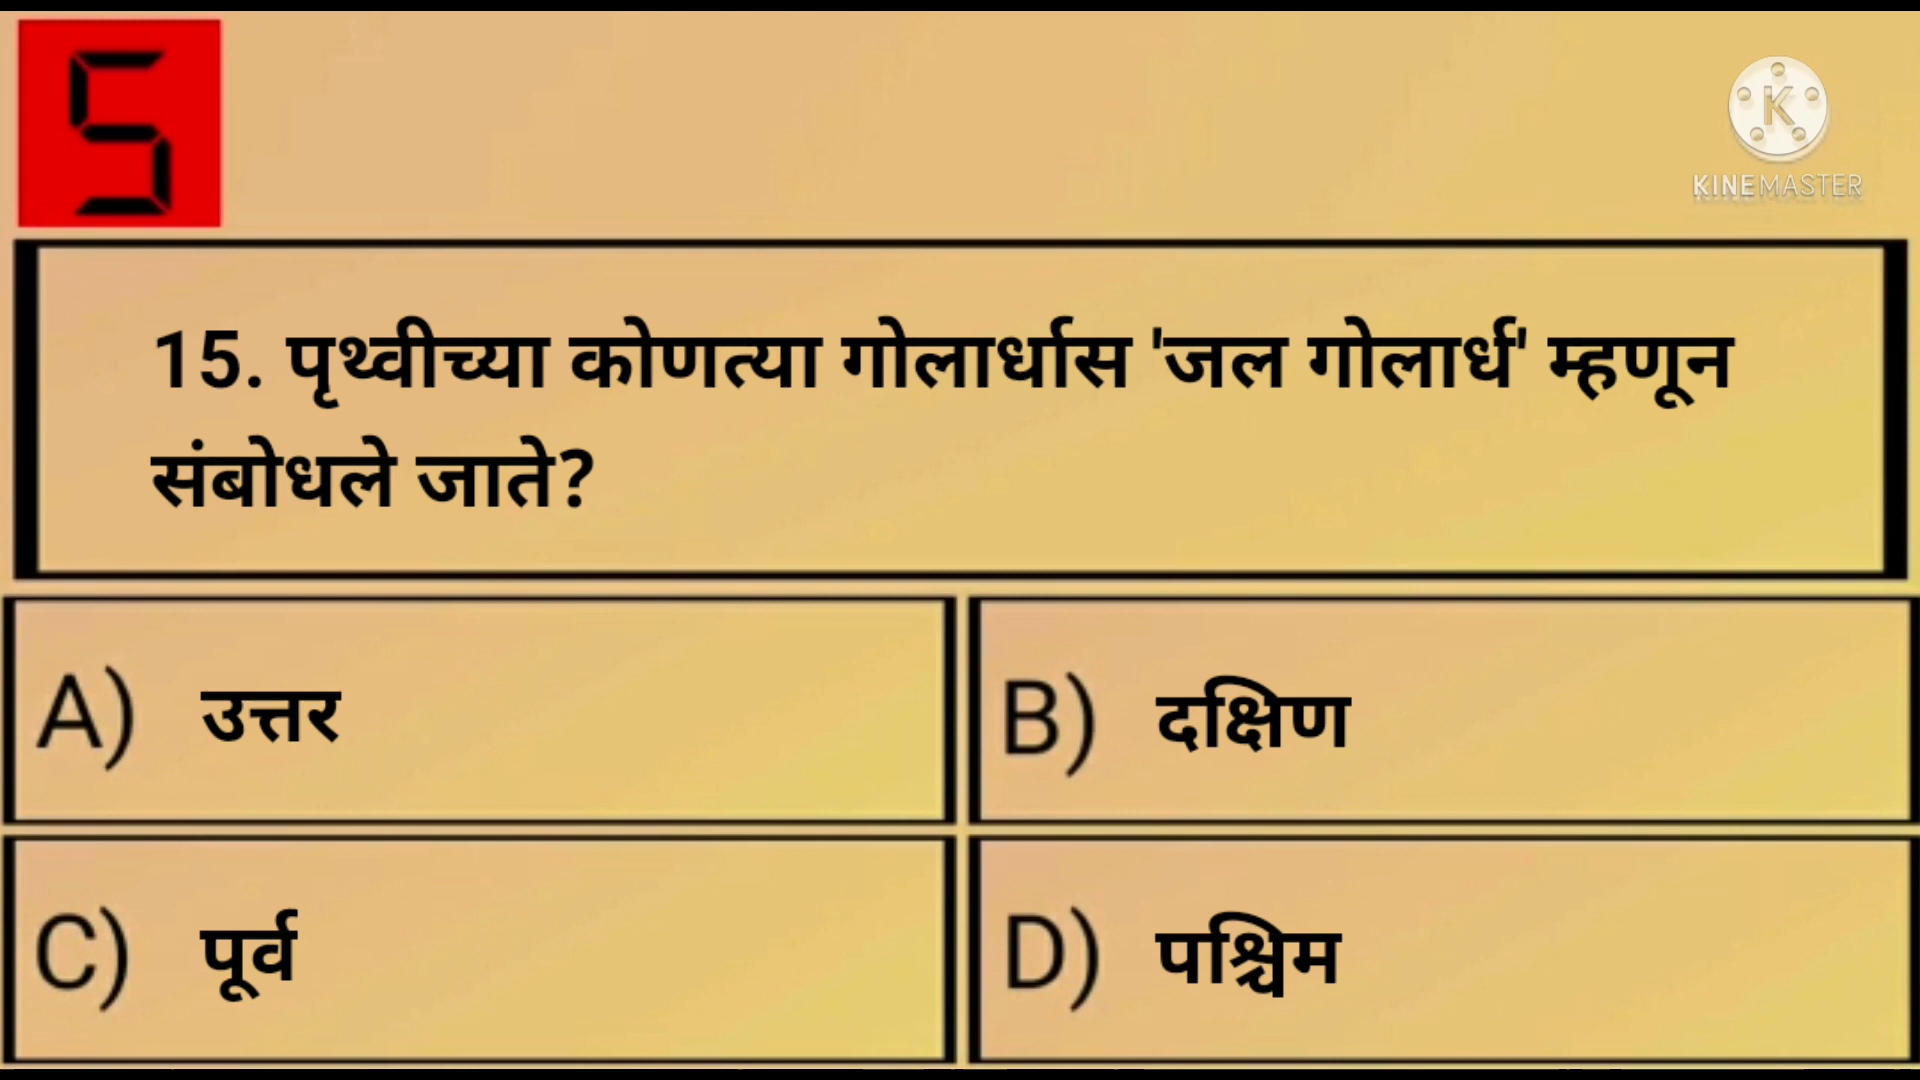 5
KINEMASTER
15. पृथ्वीच्या कोणत्या गोलार्धास 'जल गोलार्ध' म्हणून
संबोधले जाते?
A) उत्तर
B) दक्षिण
C) पूर्व
D) पश्चिम